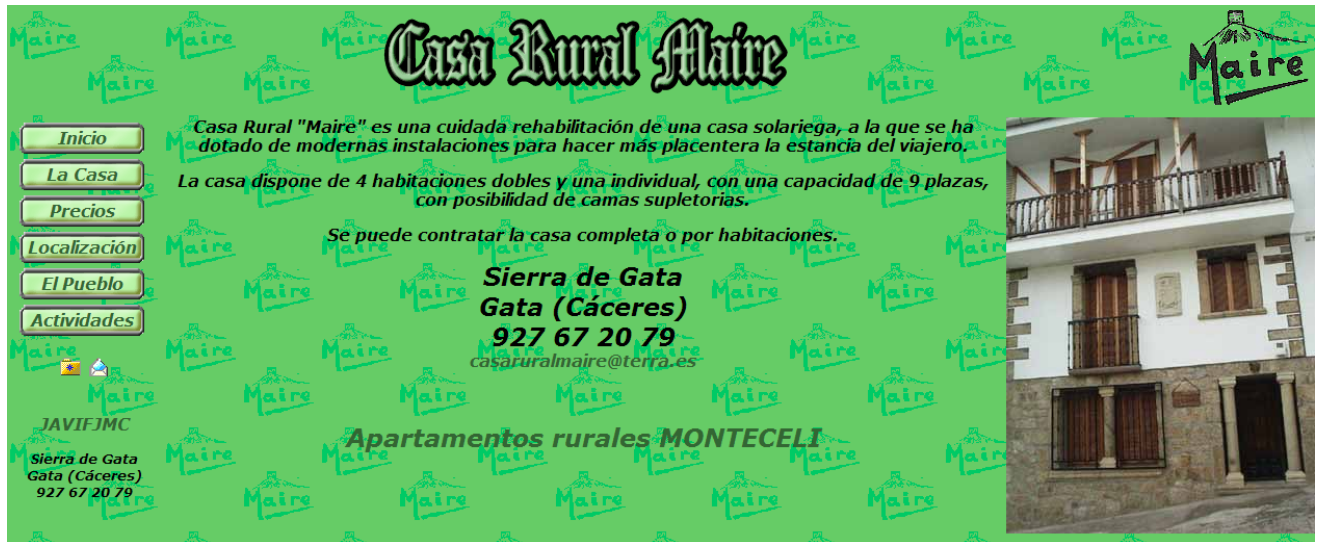 Casa Rural Maire
Maire
Inicio
La Casa
Precios
Localización
El Pueblo
Actividades
JAVIFJMC
Sierra de Gata
Gata (Cáceres)
927 67 20 79
Casa Rural "Maire" es una cuidada rehabilitación de una casa solariega, a la que se ha
dotado de modernas instalaciones para hacer más placentera la estancia del viajero.
La casa dispone de 4 habitaciones dobles y una individual, con una capacidad de 9 plazas,
con posibilidad de camas supletorias.
Se puede contratar la casa completa o por habitaciones.
Sierra de Gata
Gata (Cáceres)
927 67 20 79
casaruralmaire@terra.es
Apartamentos rurales MONTECELI